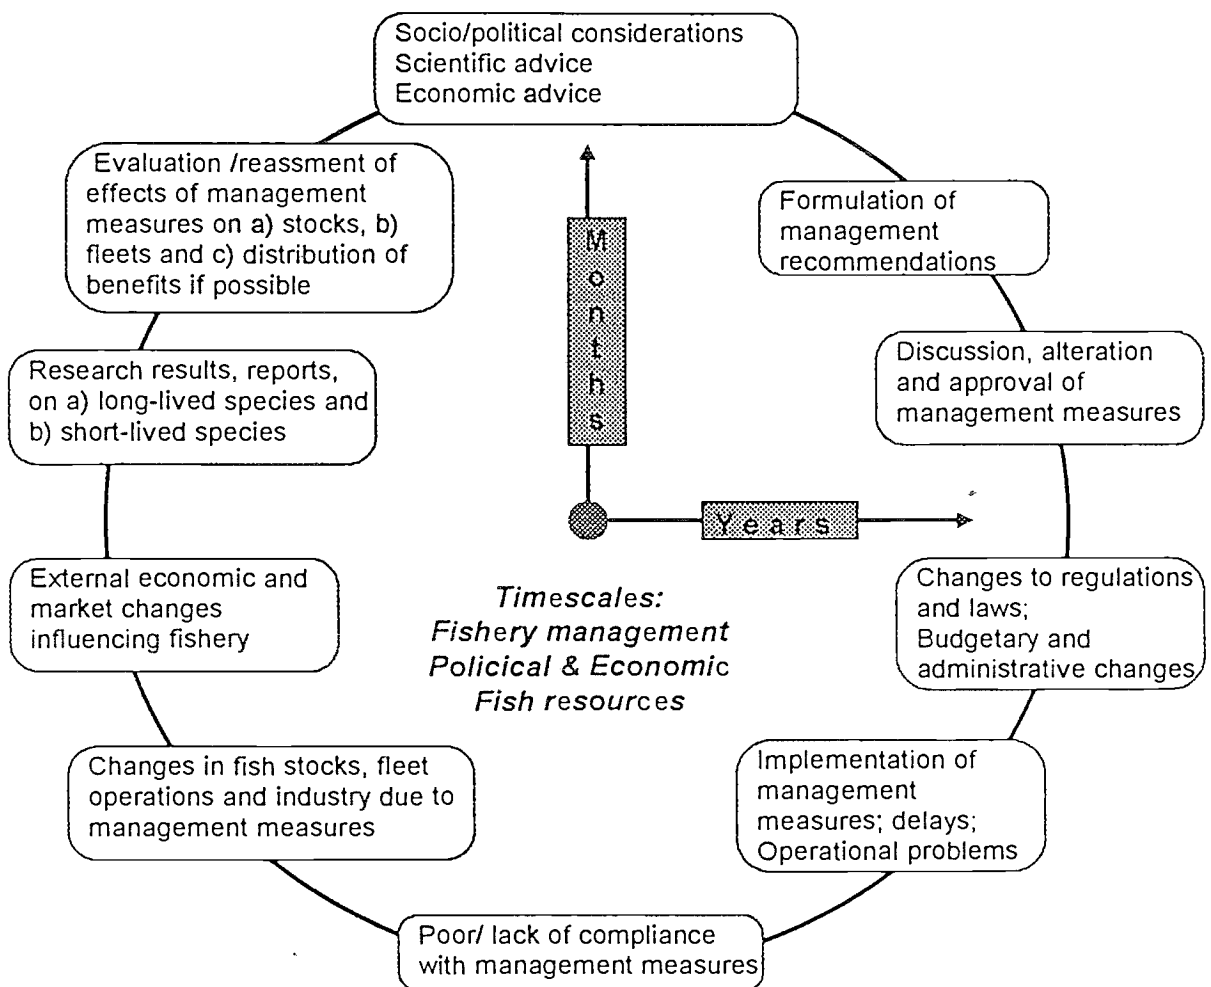 Socio/political considerations
Scientific advice
Economic advice
Formulation of
management
recommendations
Discussion, alteration
and approval of
management measures
Changes to regulations
and laws;
Budgetary and
administrative changes
Implementation of
management
measures; delays;
Operational problems
Poor/ lack of compliance
with management measures
Changes in fish stocks, fleet
operations and industry due to
management measures
External economic and
market changes
influencing fishery
Research results, reports,
on a) long-lived species and
b) short-lived species
Evaluation /reassment of
effects of management
measures on a) stocks, b)
fleets and c) distribution of
benefits if possible
Months
Years
Timescales:
Fishery management
Policical & Economic
Fish resources